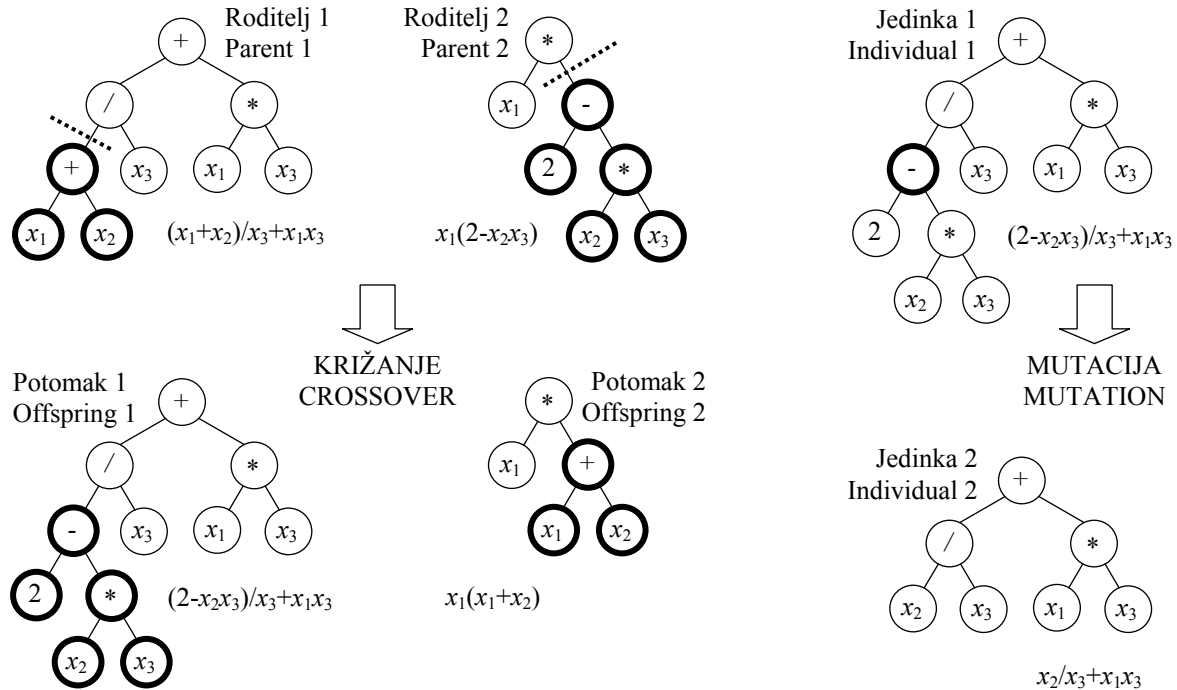 Roditelj 1
Parent 1
+
/
*
+
x₃
x₁
x₃
x₁
x₂
(x₁+x₂)/x₃+x₁x₃
Roditelj 2
Parent 2
*
x₁
-
2
*
x₂
x₃
x₁(2-x₂x₃)
KRIŽANJE
CROSSOVER
Potomak 1
Offspring 1
+
/
*
-
x₃
x₁
x₃
2
*
(2-x₂x₃)/x₃+x₁x₃
x₂
x₃
Potomak 2
Offspring 2
*
x₁
+
x₁
x₂
x₁(x₁+x₂)
Jedinka 1
Individual 1
+
/
*
-
x₃
x₁
x₃
2
*
(2-x₂x₃)/x₃+x₁x₃
x₂
x₃
MUTACIJA
MUTATION
Jedinka 2
Individual 2
+
/
*
x₂
x₃
x₁
x₃
x₂/x₃+x₁x₃